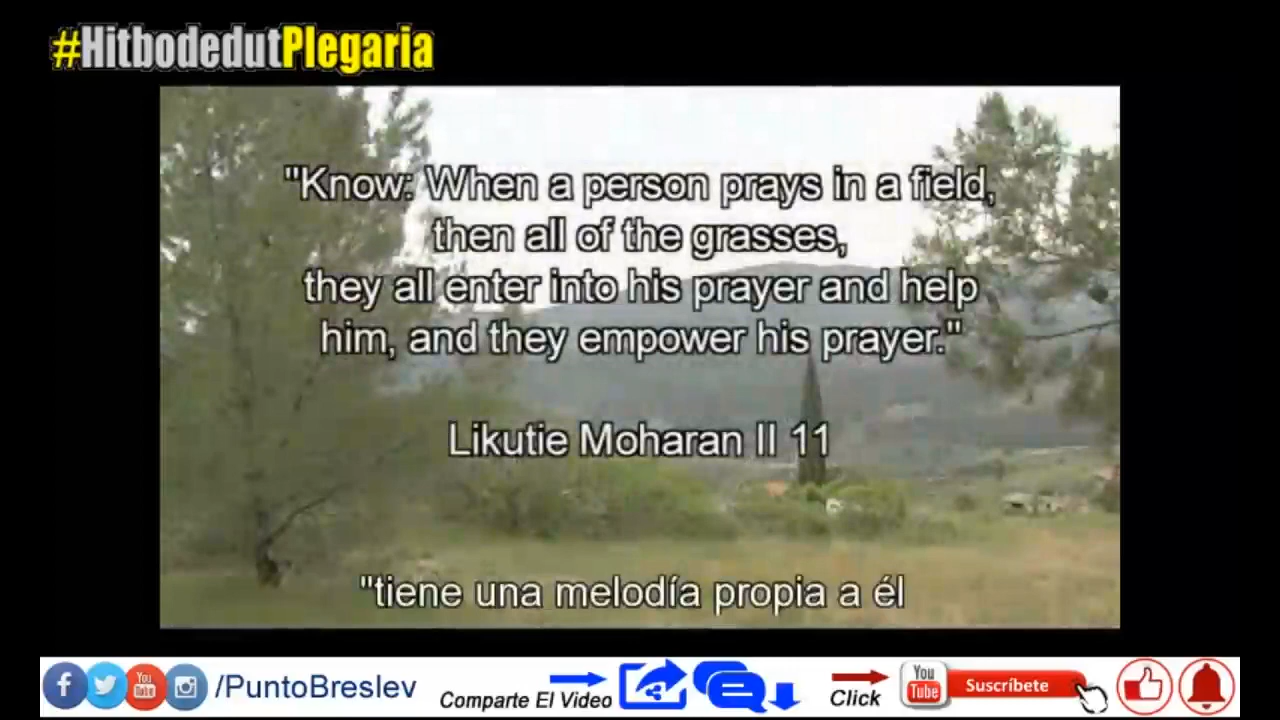 #HitbodedutPlegaria
"Know: When a person prays in a field,
then all of the grasses,
they all enter into his prayer and help
him, and they empower his prayer."
Likutie Moharan II 11
"tiene una melodía propia a él
/PuntoBreslev
Comparte El Video
Click
You
Tube
Suscríbete